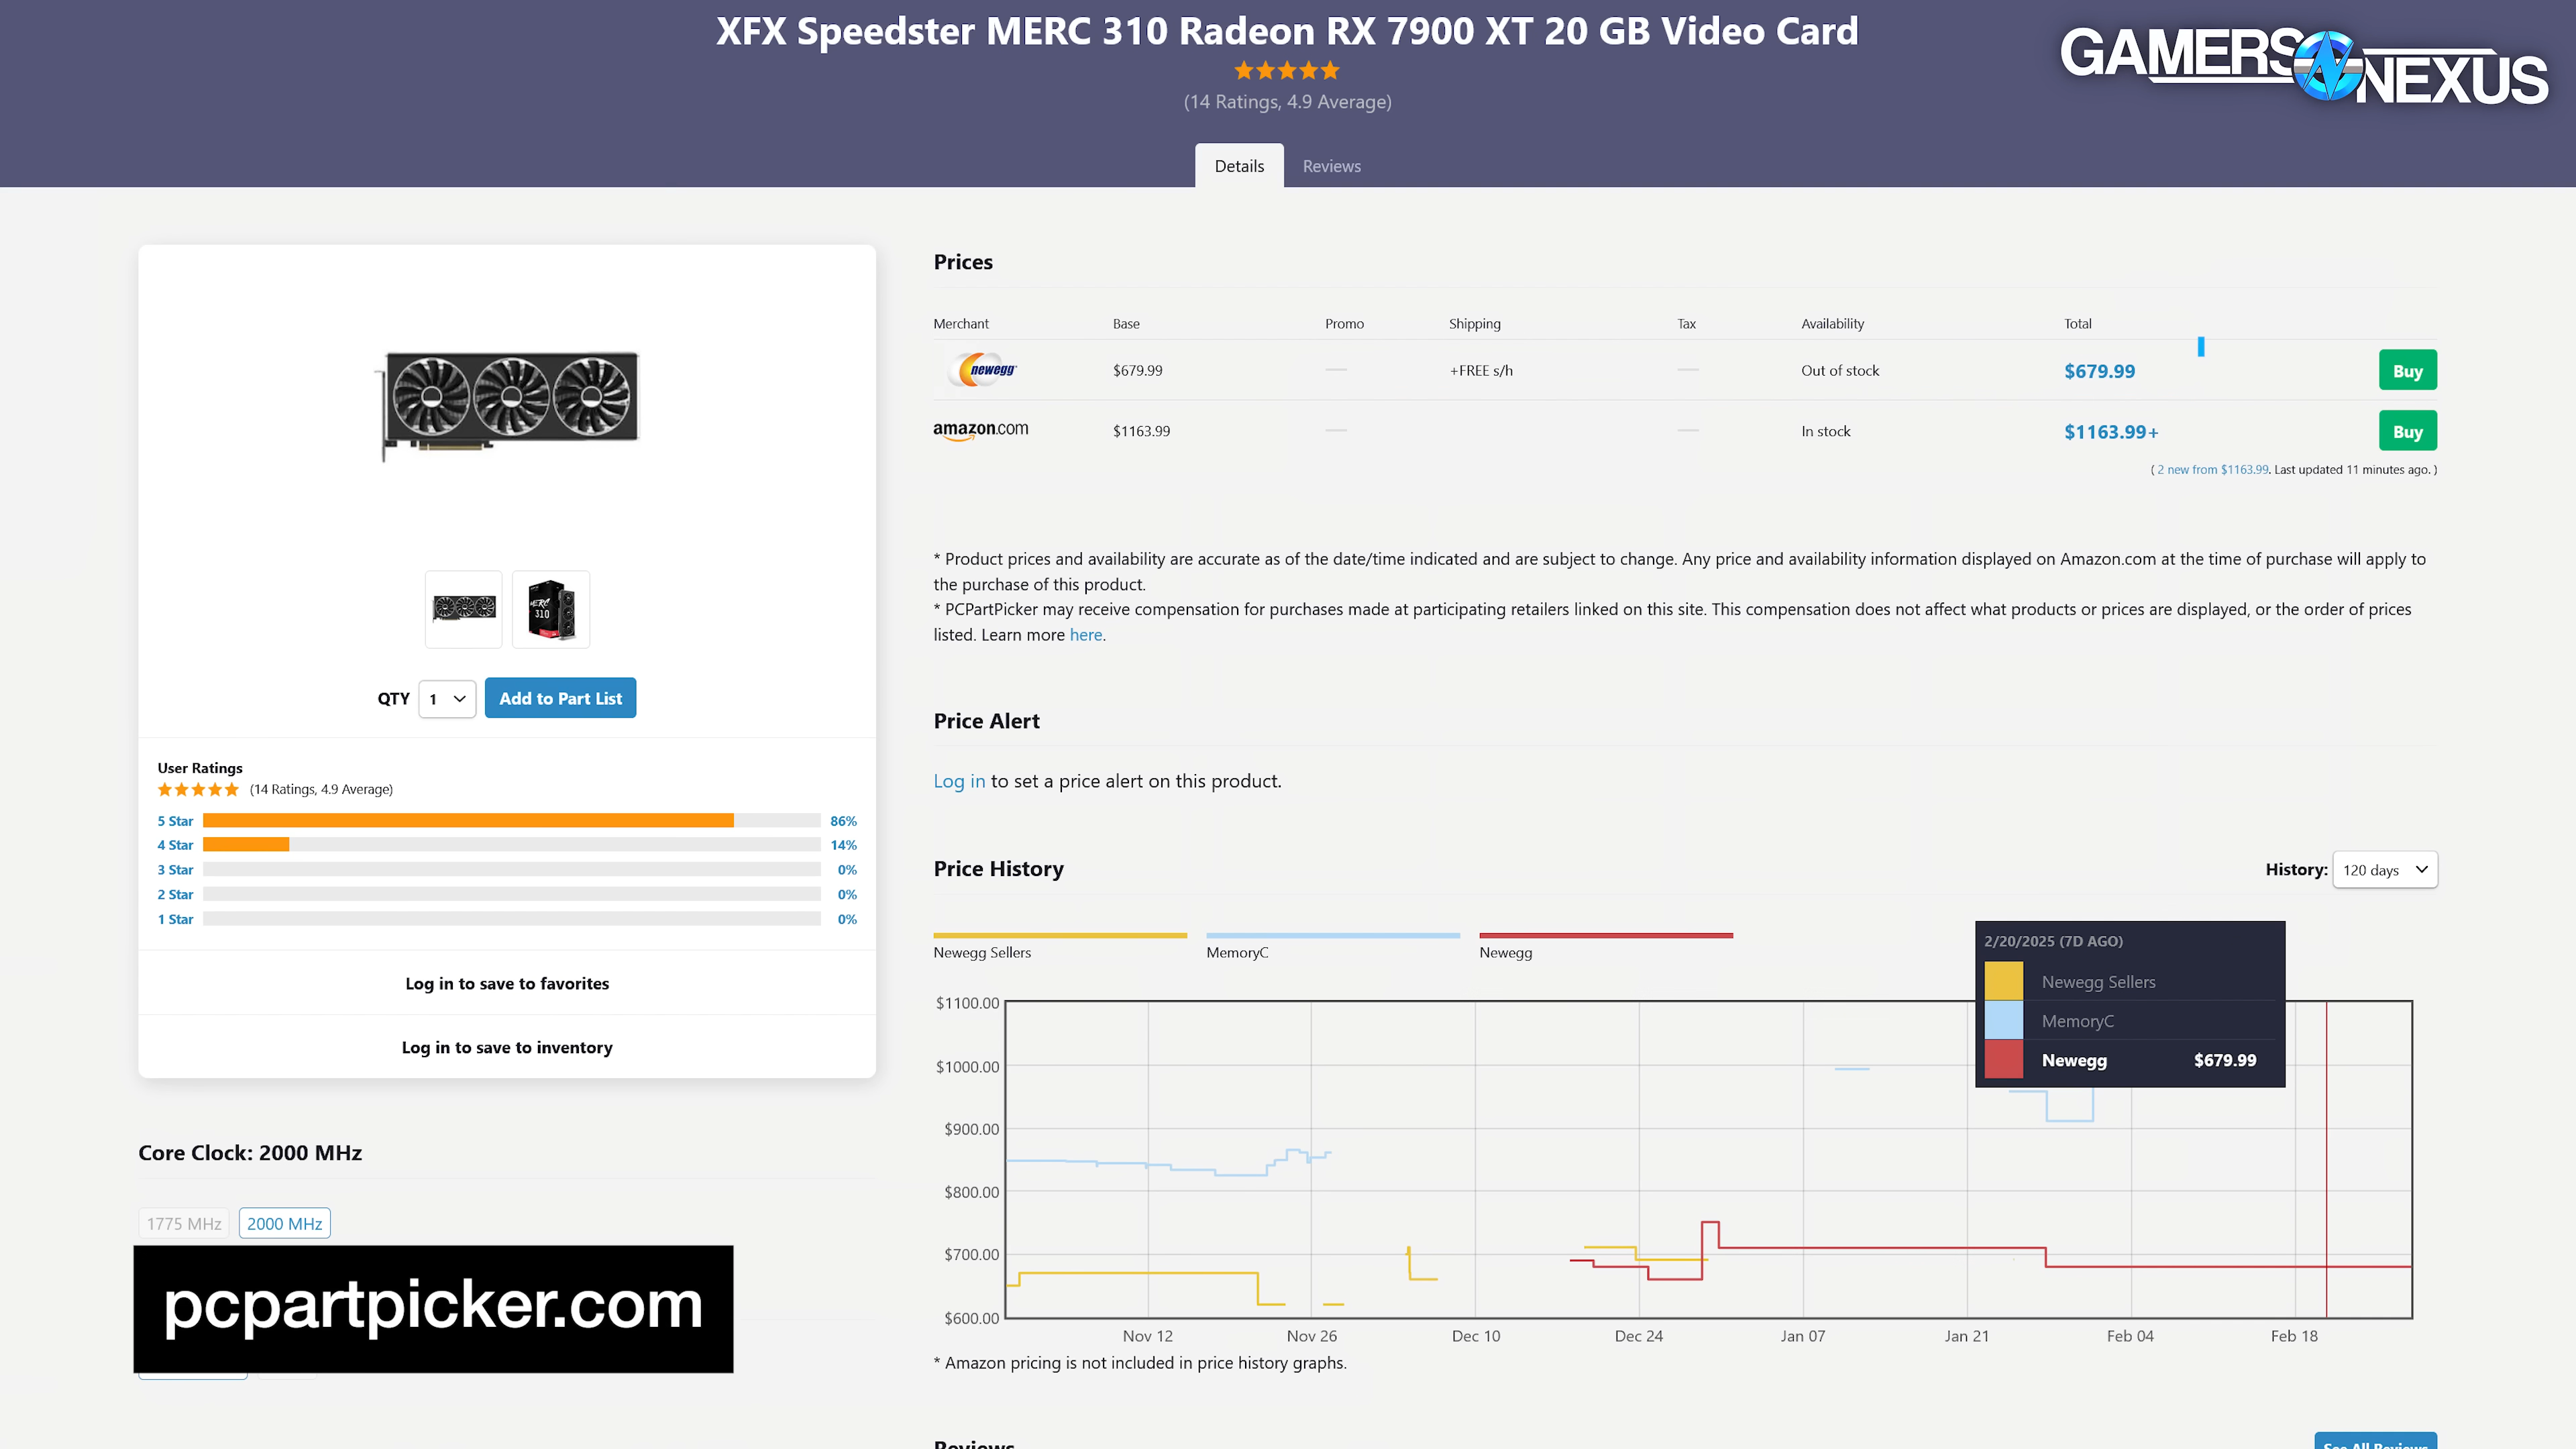 XFX Speedster MERC 310 Radeon RX 7900 XT 20 GB Video Card
GAMERS NEXUS
(14 Ratings, 4.9 Average)
Details Reviews
Prices
Merchant Base Promo Shipping Tax Availability Total
newegg $679.99 — +FREE s/h — Out of stock $679.99 Buy
amazon.com $1163.99 — — In stock $1163.99+ Buy
( 2 new from $1163.99. Last updated 11 minutes ago. )
* Product prices and availability are accurate as of the date/time indicated and are subject to change. Any price and availability information displayed on Amazon.com at the time of purchase will apply to
the purchase of this product.
* PCPartPicker may receive compensation for purchases made at participating retailers linked on this site. This compensation does not affect what products or prices are displayed, or the order of prices
listed. Learn more here.
MERC
310
QTY 1 Add to Part List
User Ratings
(14 Ratings, 4.9 Average)
5 Star 86%
4 Star 14%
3 Star 0%
2 Star 0%
1 Star 0%
Log in to save to favorites
Log in to save to inventory
Core Clock: 2000 MHz
1775 MHz 2000 MHz
pcpartpicker.com
Price Alert
Log in to set a price alert on this product.
Price History
History: 120 days
Newegg Sellers MemoryC Newegg
2/20/2025 (7D AGO)
Newegg Sellers
MemoryC
Newegg $679.99
$1100.00
$1000.00
$900.00
$800.00
$700.00
$600.00
Nov 12 Nov 26 Dec 10 Dec 24 Jan 07 Jan 21 Feb 04 Feb 18
* Amazon pricing is not included in price history graphs.
Reviews
See All Reviews